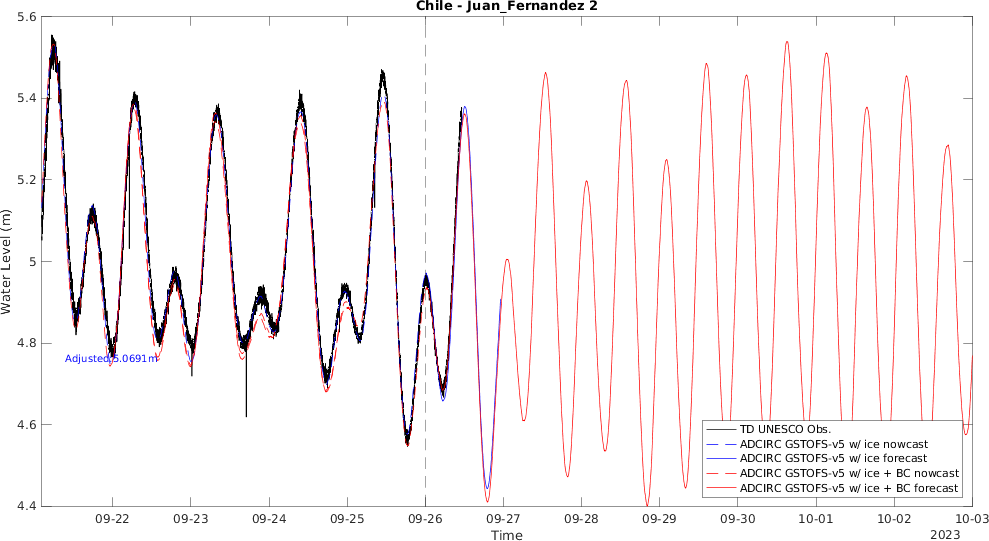 Chile - Juan_Fernandez 2
5.6
5.4
5.2
5
4.8
4.6
4.4
Water Level (m)
Adjusted 5.0691m
TD UNESCO Obs.
ADCIRC GSTOFS-v5 w/ ice nowcast
ADCIRC GSTOFS-v5 w/ ice forecast
ADCIRC GSTOFS-v5 w/ ice + BC nowcast
ADCIRC GSTOFS-v5 w/ ice + BC forecast
09-22 09-23 09-24 09-25 09-26 09-27 09-28 09-29 09-30 10-01 10-02 10-03
Time
2023